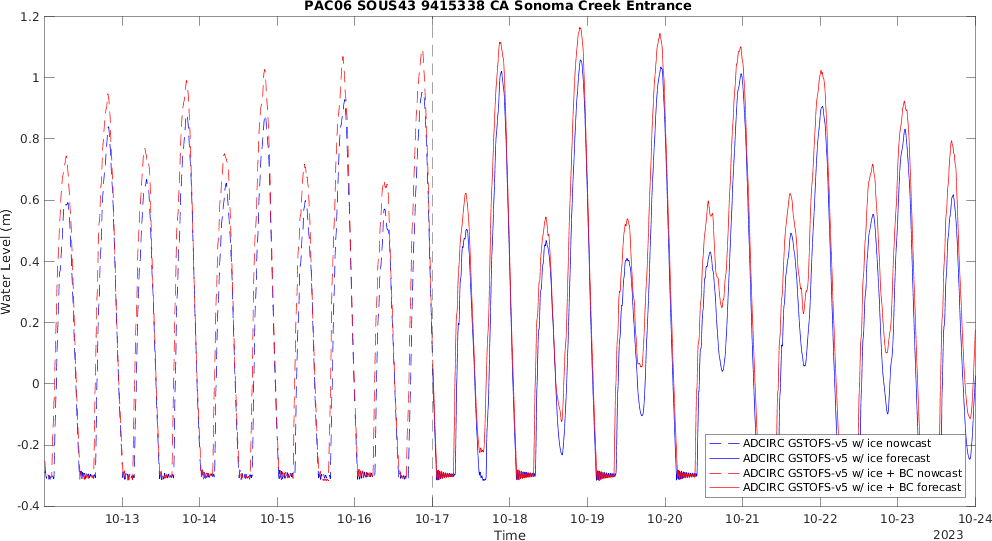 PAC06 SOUS43 9415338 CA Sonoma Creek Entrance
1.2
1
0.8
0.6
0.4
0.2
0
-0.2
-0.4
Water Level (m)
ADCIRC GSTOFS-v5 w/ ice nowcast
ADCIRC GSTOFS-v5 w/ ice forecast
ADCIRC GSTOFS-v5 w/ ice + BC nowcast
ADCIRC GSTOFS-v5 w/ ice + BC forecast
10-13 10-14 10-15 10-16 10-17 10-18 10-19 10-20 10-21 10-22 10-23 10-24
Time
2023